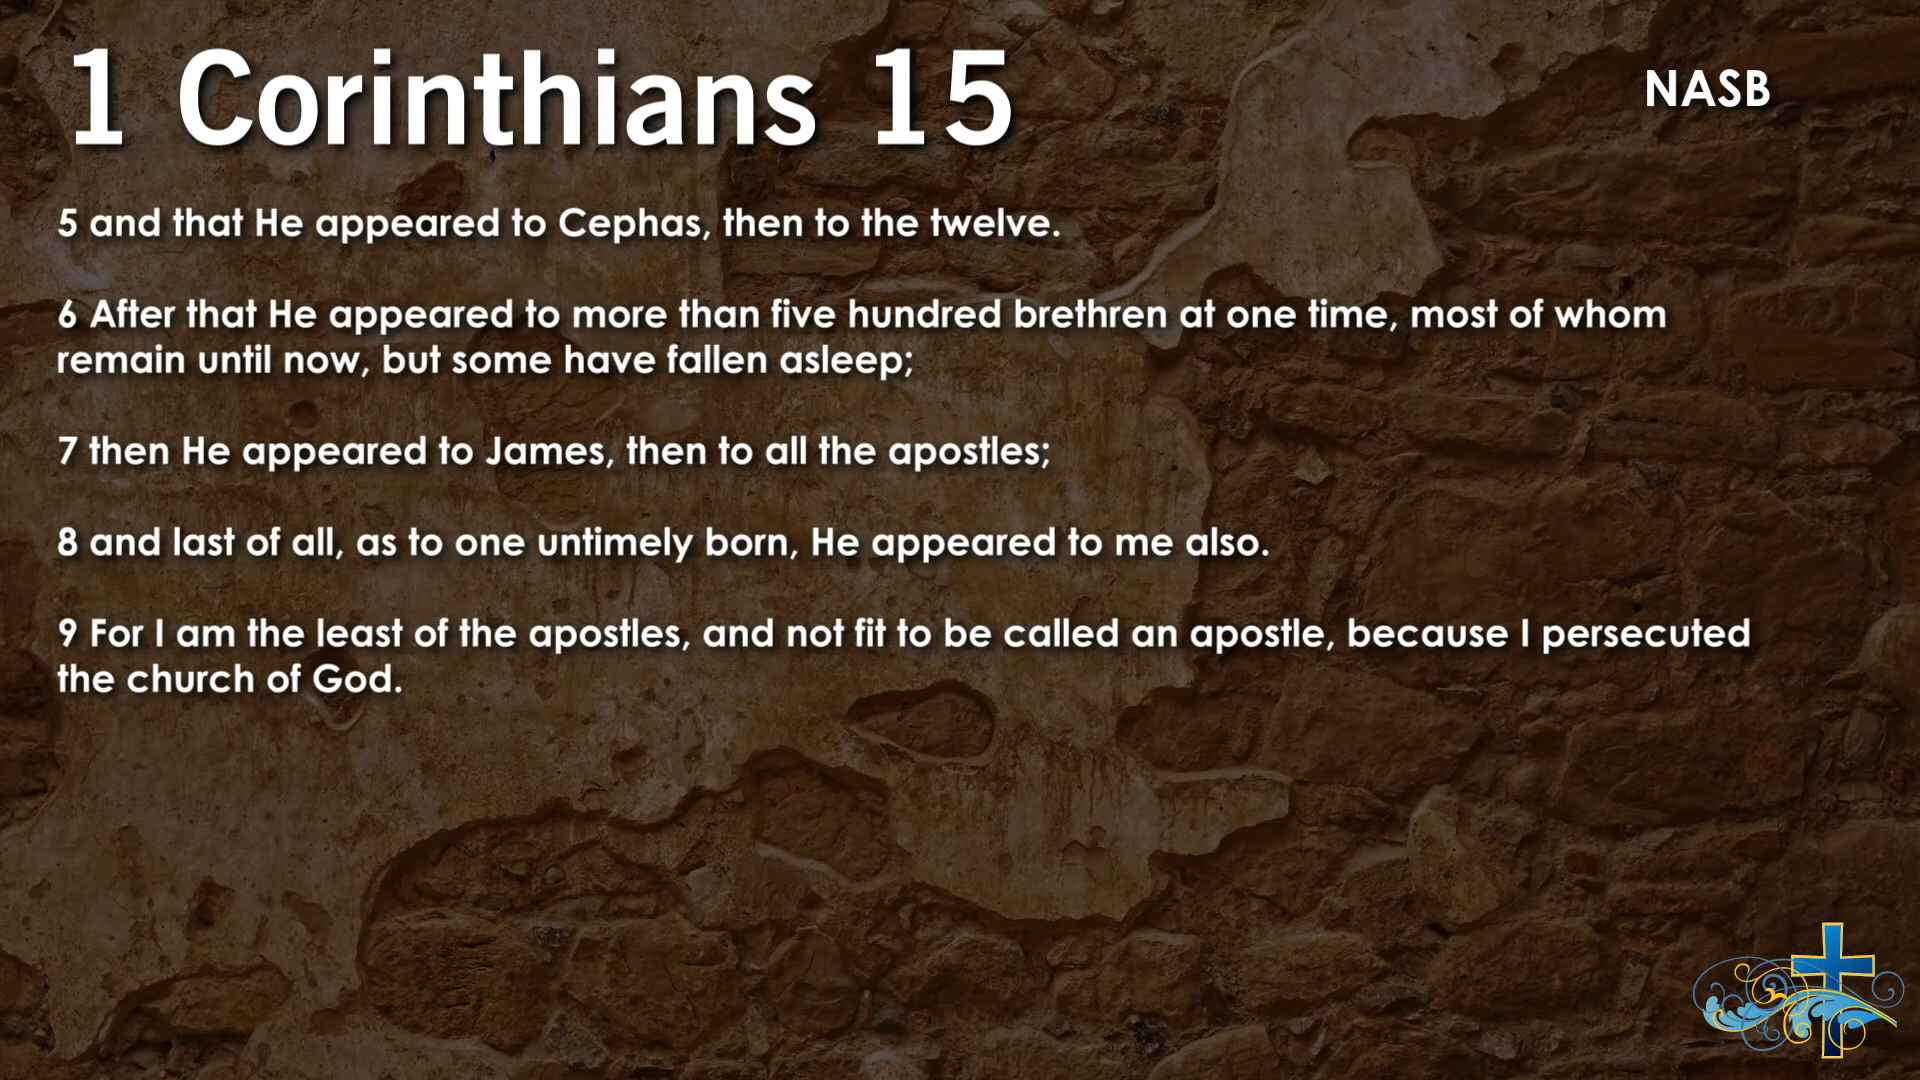 1 Corinthians 15
NASB
5 and that He appeared to Cephas, then to the twelve.
6 After that He appeared to more than five hundred brethren at one time, most of whom
remain until now, but some have fallen asleep;
7 then He appeared to James, then to all the apostles;
8 and last of all, as to one untimely born, He appeared to me also.
9 For I am the least of the apostles, and not fit to be called an apostle, because I persecuted
the church of God.